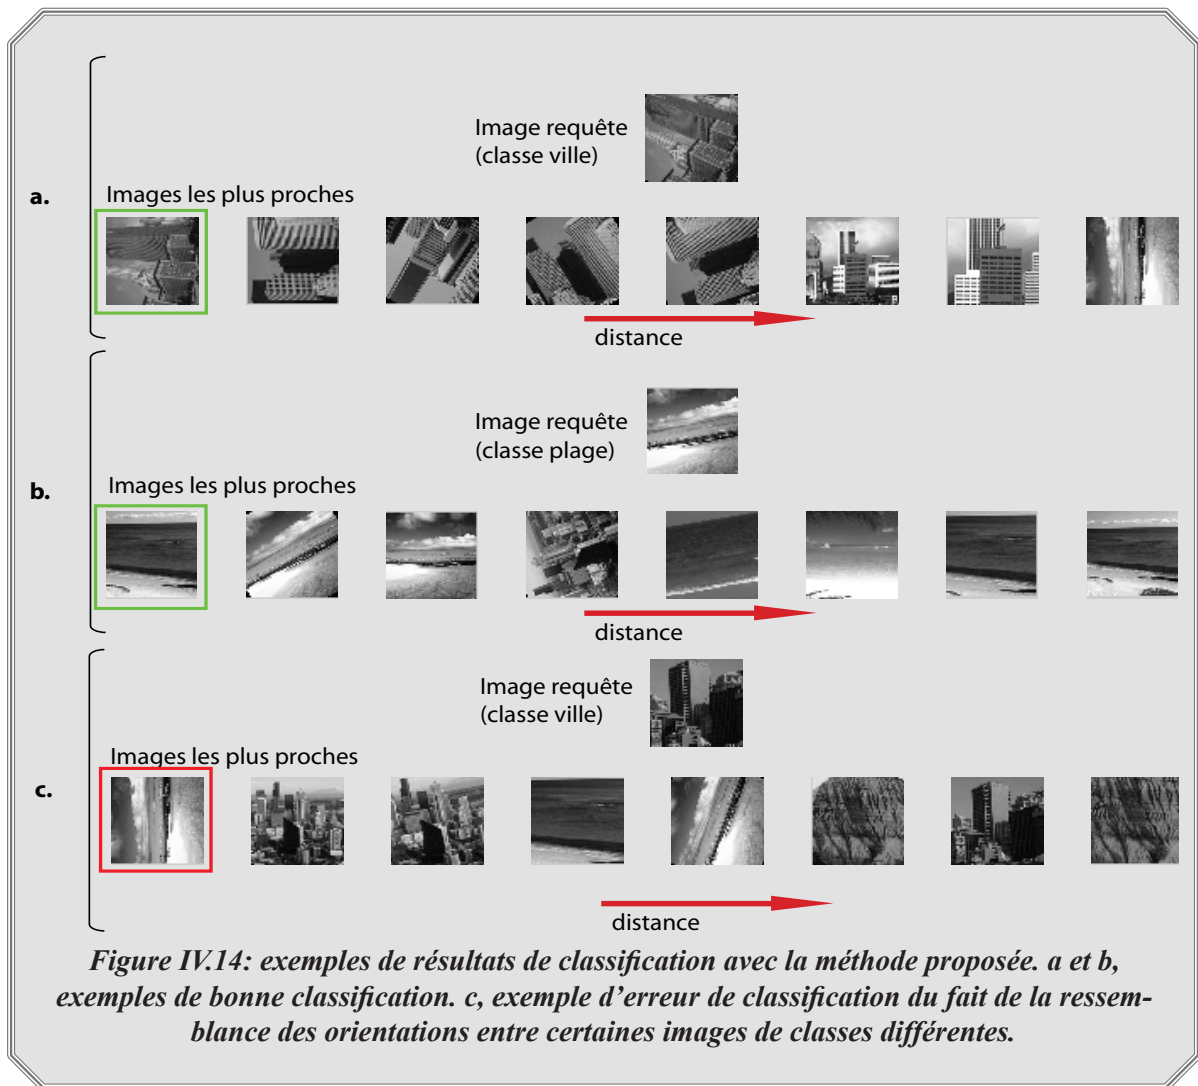 a.
Image requête
(classe ville)
Images les plus proches
distance
b.
Image requête
(classe plage)
Images les plus proches
distance
c.
Image requête
(classe ville)
Images les plus proches
distance
Figure IV.14: exemples de résultats de classification avec la méthode proposée. a et b,
exemples de bonne classification. c, exemple d'erreur de classification du fait de la ressem-
blance des orientations entre certaines images de classes différentes.